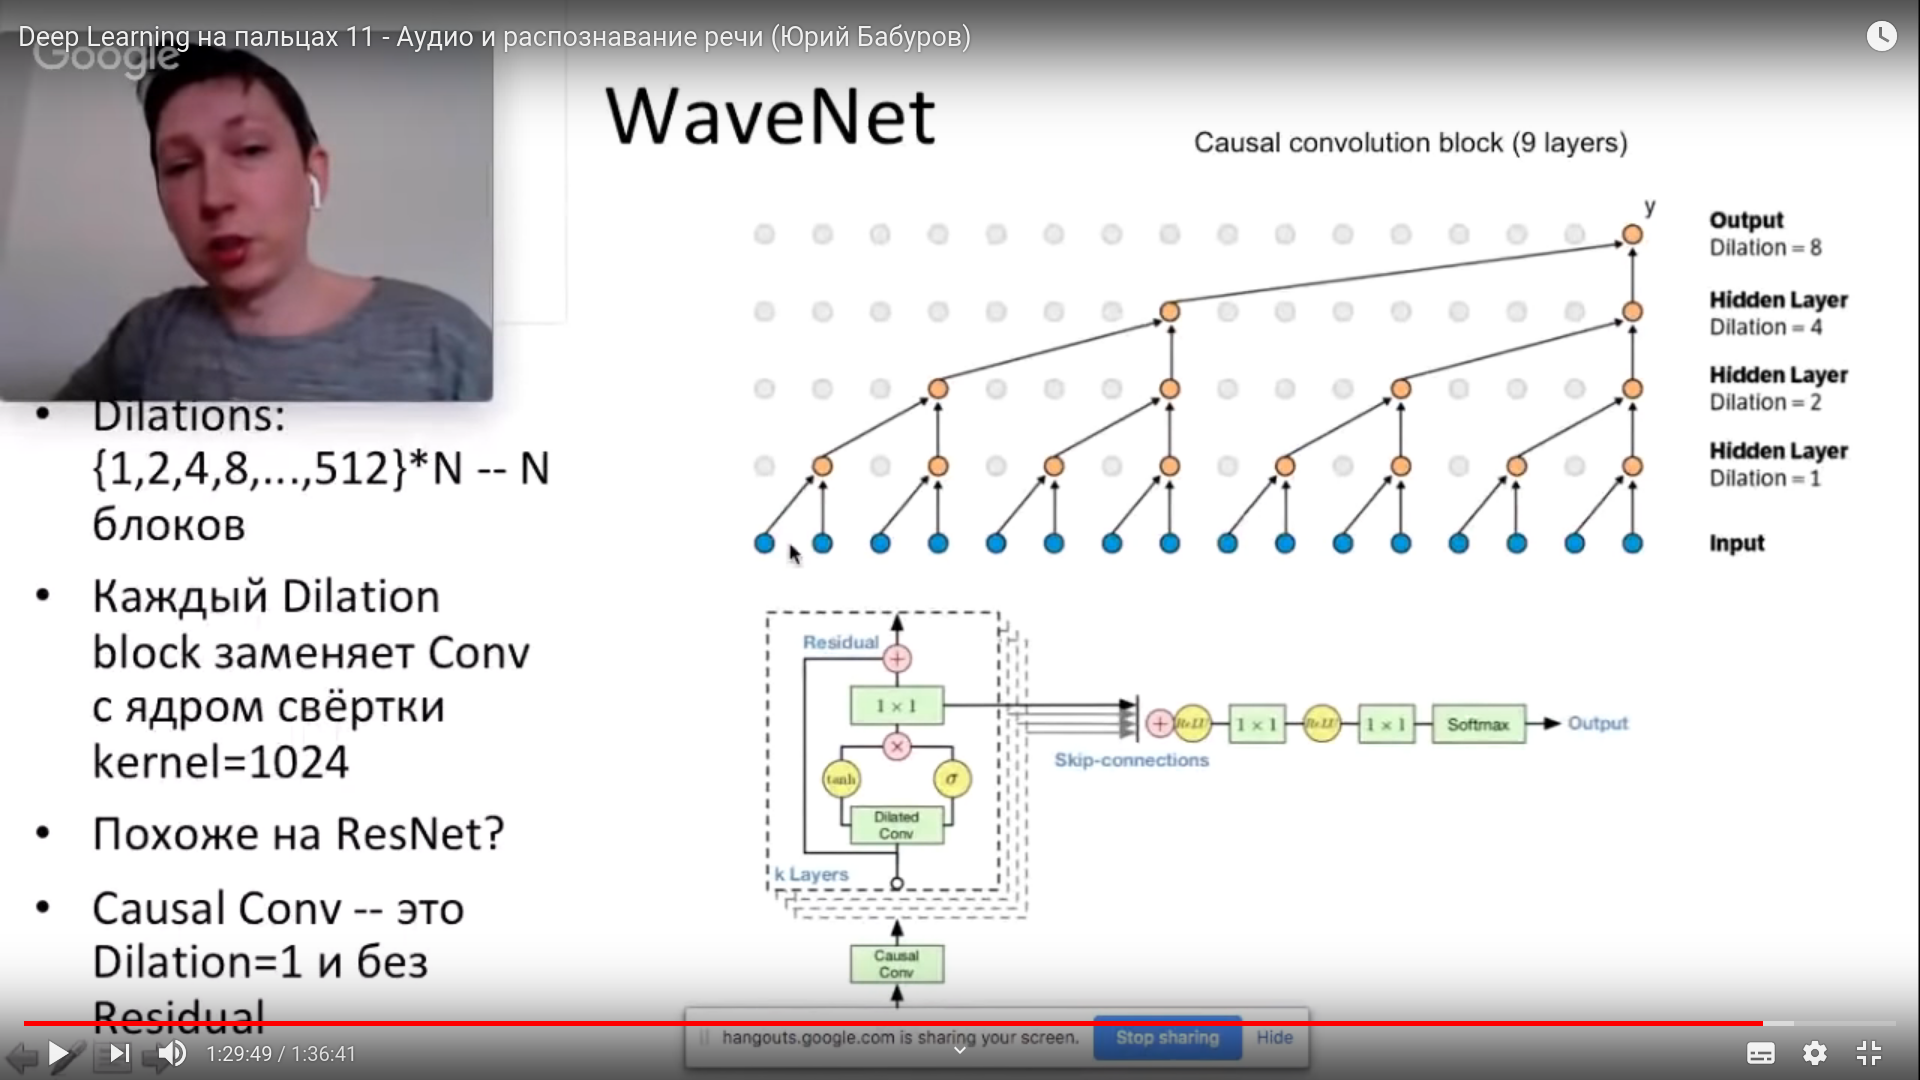 Deep Learning на пальцах 11 - Аудио и распознавание речи (Юрий Бабуров)
Google
WaveNet
Causal convolution block (9 layers)
y
Output
Dilation = 8
Hidden Layer
Dilation = 4
Hidden Layer
Dilation = 2
Hidden Layer
Dilation = 1
Input
• Dilations:
{1,2,4,8,...,512}*N -- N
блоков
• Каждый Dilation
block заменяет Conv
с ядром свёртки
kernel=1024
• Похоже на ResNet?
• Causal Conv -- это
Dilation=1 и без
Residual
Residual
+
1 × 1
×
tanh
σ
Dilated
Conv
k Layers
Causal
Conv
Skip-connections
+
ReLU
1 × 1
ReLU
1 × 1
Softmax
Output
hangouts.google.com is sharing your screen.
Stop sharing
Hide
1:29:49 / 1:36:41